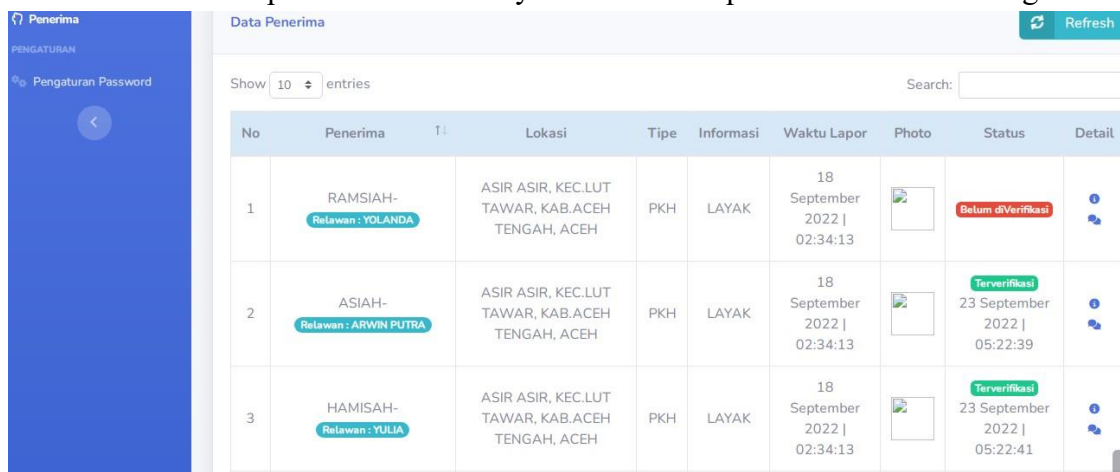 Penerima
PENGATURAN
Pengaturan Password
Data Penerima
Refresh
Show 10 entries
Search:
No Penerima Lokasi Tipe Informasi Waktu Lapor Photo Status Detail
1
RAMSIAH-
Relawan : YOLANDA
ASIR ASIR, KEC.LUT
TAWAR, KAB.ACEH
TENGAH, ACEH
PKH
LAYAK
18
September
2022 |
02:34:13
Belum diVerifikasi
2
ASIAH-
Relawan : ARWIN PUTRA
ASIR ASIR, KEC.LUT
TAWAR, KAB.ACEH
TENGAH, ACEH
PKH
LAYAK
18
September
2022 |
02:34:13
Terverifikasi
23 September
2022 |
05:22:39
3
HAMISAH-
Relawan : YULIA
ASIR ASIR, KEC.LUT
TAWAR, KAB.ACEH
TENGAH, ACEH
PKH
LAYAK
18
September
2022 |
02:34:13
Terverifikasi
23 September
2022 |
05:22:41